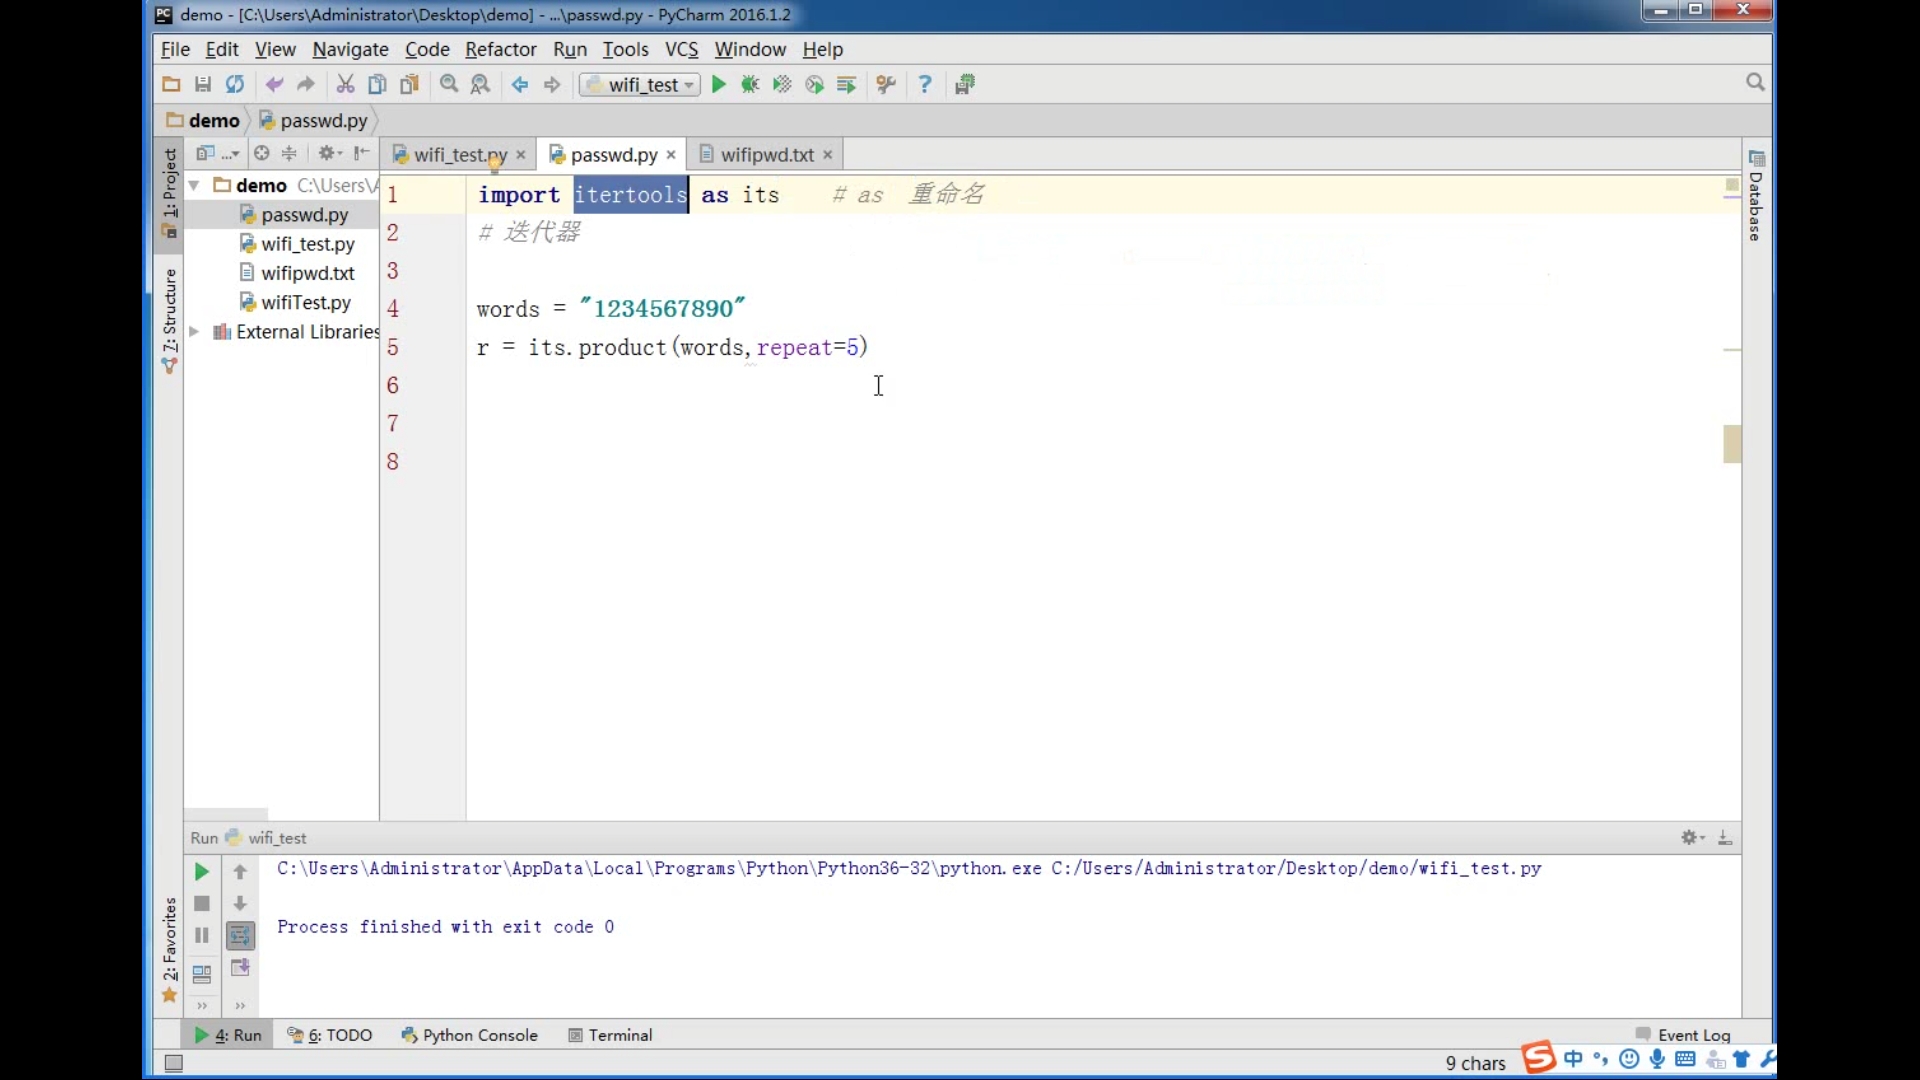 demo - [C:\Users\Administrator\Desktop\demo] - ...\passwd.py - PyCharm 2016.1.2
File Edit View Navigate Code Refactor Run Tools VCS Window Help
wifi_test
demo passwd.py
wifi_test.py passwd.py wifipwd.txt
1: Project
7: Structure
2: Favorites
Database
demo C:\Users\A
passwd.py
wifi_test.py
wifipwd.txt
wifiTest.py
External Libraries
1 import itertools as its # as 重命名
2 # 迭代器
3
4 words = "1234567890"
5 r = its.product(words,repeat=5)
6
7
8
Run wifi_test
C:\Users\Administrator\AppData\Local\Programs\Python\Python36-32\python.exe C:/Users/Administrator/Desktop/demo/wifi_test.py
Process finished with exit code 0
4: Run 6: TODO Python Console Terminal Event Log
9 chars 中